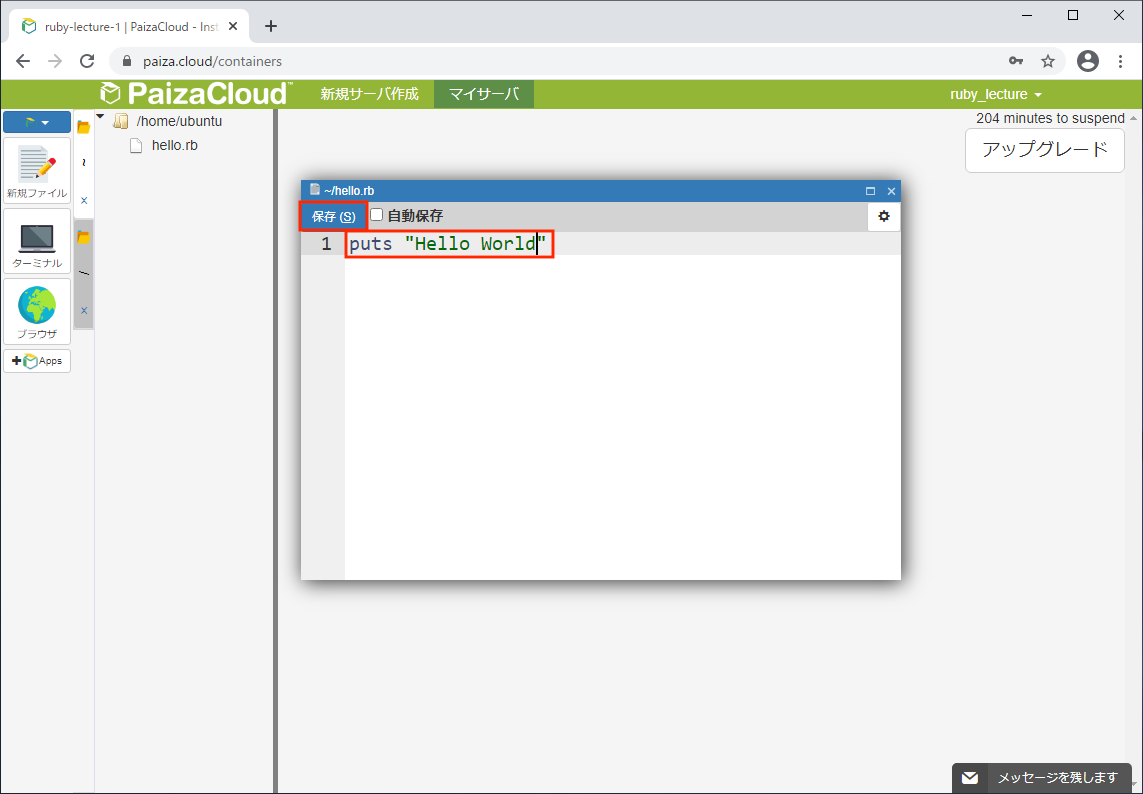 ruby-lecture-1 | PaizaCloud - Inst
paiza.cloud/containers
PaizaCloud™ 新規サーバ作成 マイサーバ ruby_lecture
204 minutes to suspend
アップグレード
/home/ubuntu
hello.rb
新規ファイル
ターミナル
ブラウザ
Apps
~
/
x
x
~/hello.rb
保存 (S) 自動保存
1 puts "Hello World"
メッセージを残します